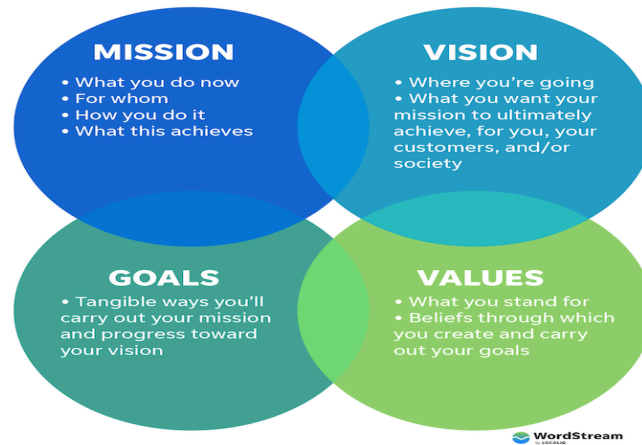 MISSION
• What you do now
• For whom
• How you do it
• What this achieves
VISION
• Where you’re going
• What you want your
mission to ultimately
achieve, for you, your
customers, and/or
society
GOALS
• Tangible ways you’ll
carry out your mission
and progress toward
your vision
VALUES
• What you stand for
• Beliefs through which
you create and carry
out your goals
WordStream
By LOCALiQ